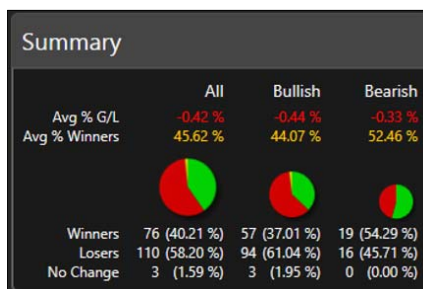 Summary
All Bullish Bearish
Avg % G/L -0.42 % -0.44 % -0.33 %
Avg % Winners 45.62 % 44.07 % 52.46 %
Winners 76 (40.21 %) 57 (37.01 %) 19 (54.29 %)
Losers 110 (58.20 %) 94 (61.04 %) 16 (45.71 %)
No Change 3 (1.59 %) 3 (1.95 %) 0 (0.00 %)